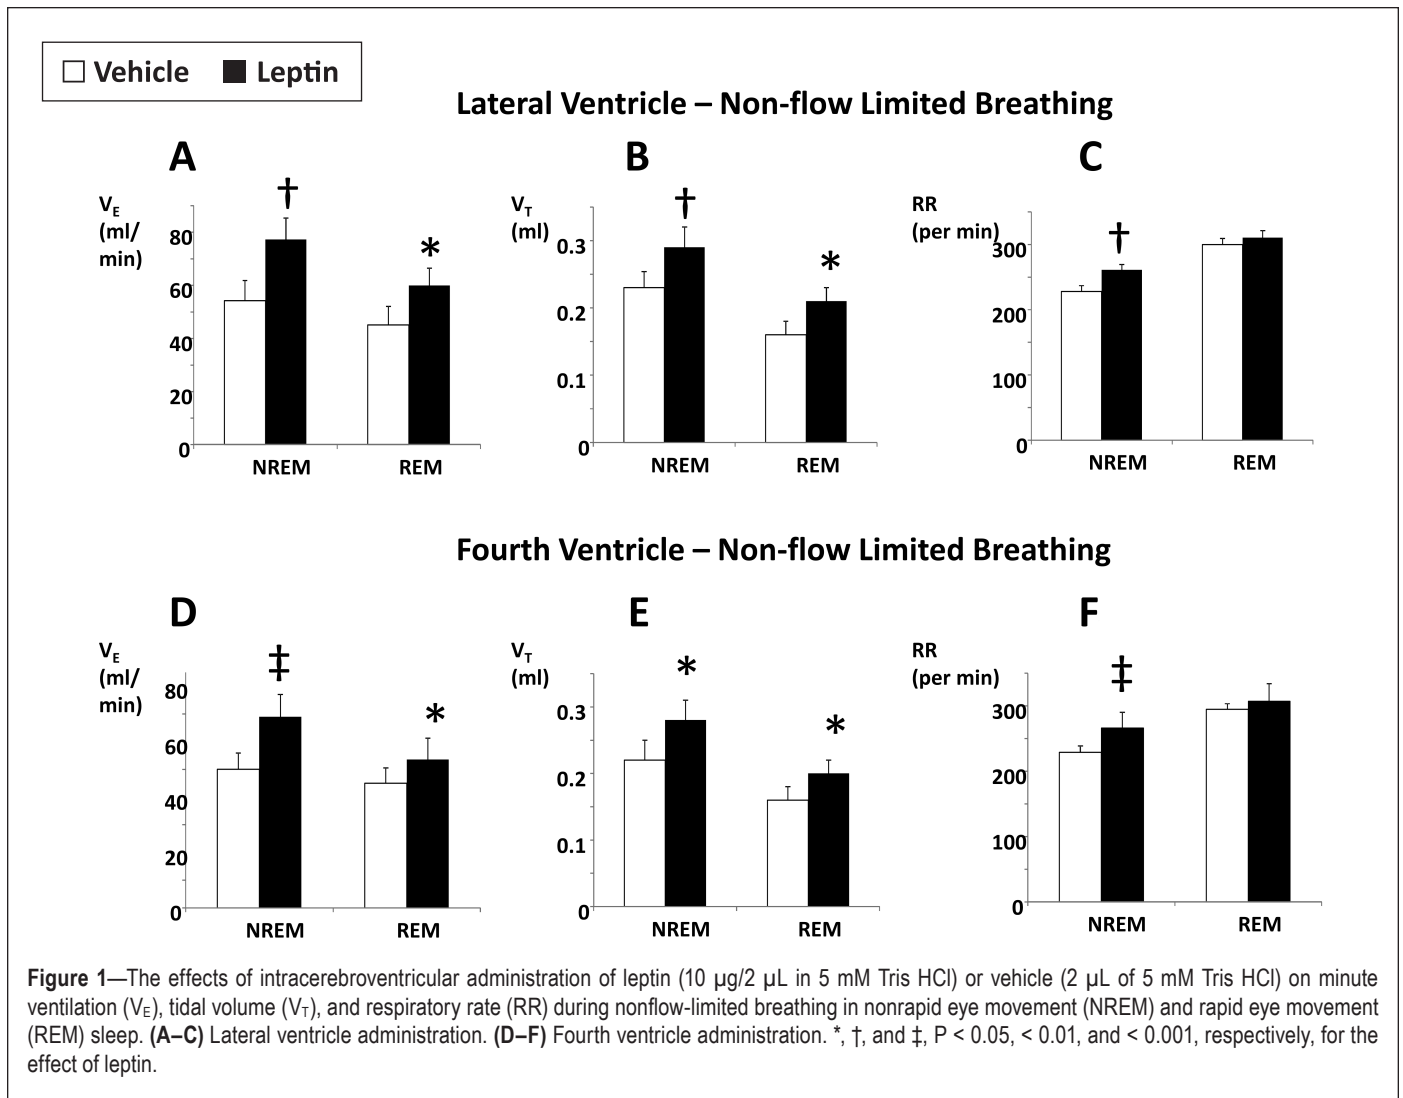 Vehicle Leptin
Lateral Ventricle – Non-flow Limited Breathing
A
V_E
(ml/
min)
†
*
80
60
40
20
0
NREM REM
B
V_T
(ml)
†
*
0.3
0.2
0.1
0
NREM REM
C
RR
(per min)
†
300
200
100
0
NREM REM
Fourth Ventricle – Non-flow Limited Breathing
D
V_E
(ml/
min)
‡
*
80
60
40
20
0
NREM REM
E
V_T
(ml)
*
*
0.3
0.2
0.1
0
NREM REM
F
RR
(per min)
‡
300
200
100
0
NREM REM
Figure 1—The effects of intracerebroventricular administration of leptin (10 µg/2 µL in 5 mM Tris HCl) or vehicle (2 µL of 5 mM Tris HCl) on minute
ventilation (V_E), tidal volume (V_T), and respiratory rate (RR) during nonflow-limited breathing in nonrapid eye movement (NREM) and rapid eye movement
(REM) sleep. (A–C) Lateral ventricle administration. (D–F) Fourth ventricle administration. *, †, and ‡, P < 0.05, < 0.01, and < 0.001, respectively, for the
effect of leptin.